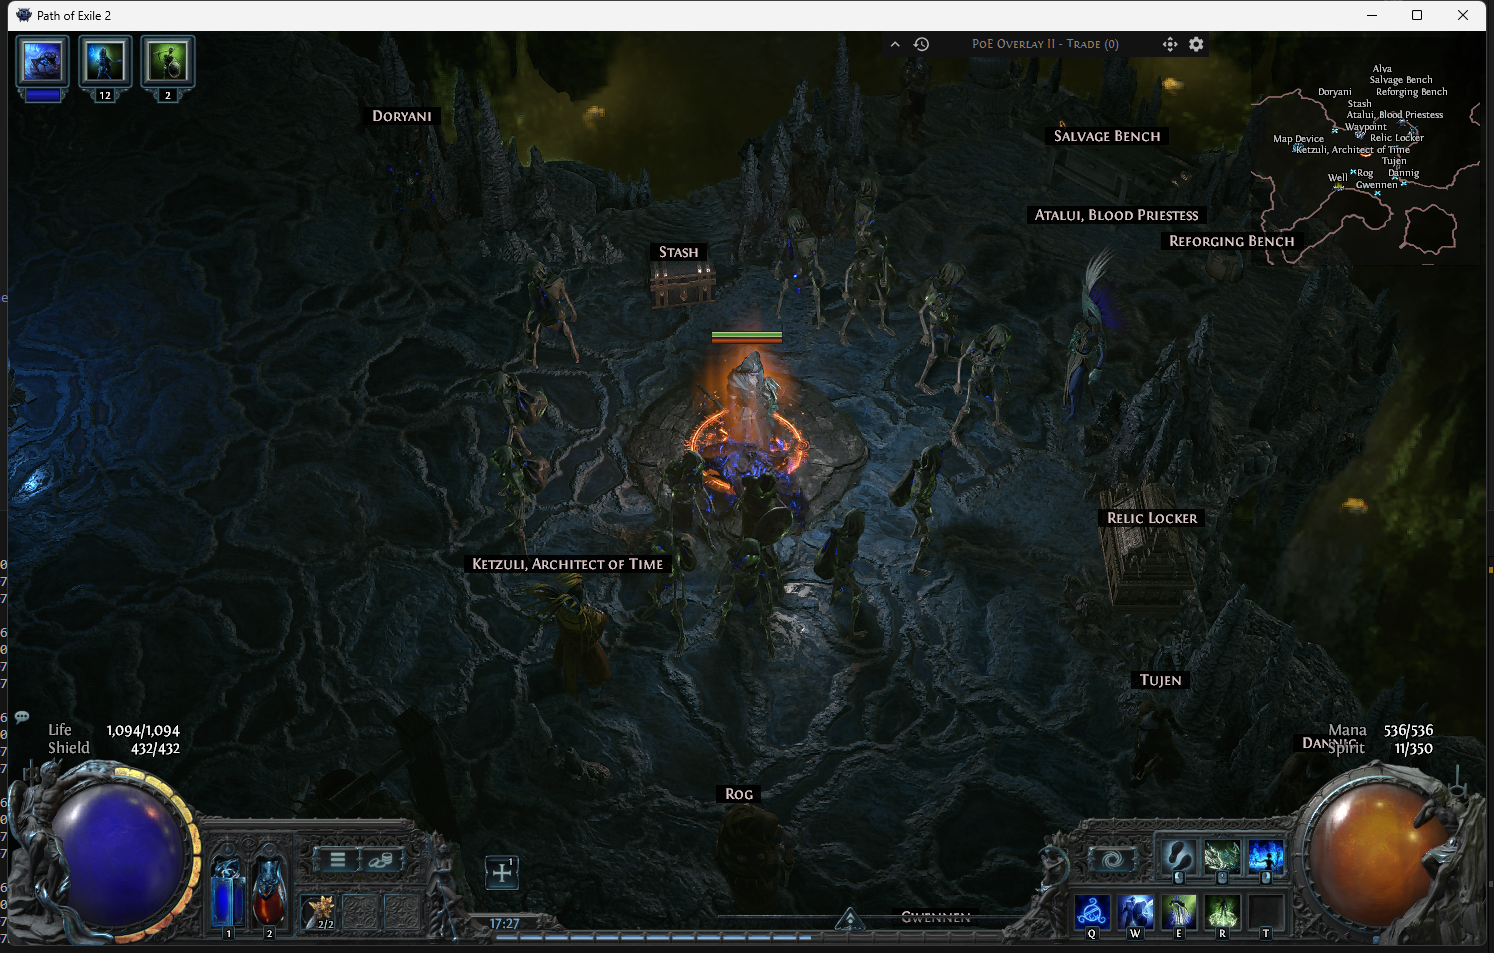 Path of Exile 2
PoE Overlay II - Trade (0)
12
2
Doryani
Salvage Bench
Atalui, Blood Priestess
Reforging Bench
Stash
Alva
Salvage Bench
Doryani
Reforging Bench
Stash
Atalui, Blood Priestess
Waypoint
Map Device
Relic Locker
Ketzuli, Architect of Time
Tujen
Well
Rog
Dannig
Gwennen
Relic Locker
Ketzuli, Architect of Time
Tujen
Dannig
Life 1,094/1,094
Shield 432/432
Mana 536/536
Spirit 11/350
Rog
Gwennen
1
2
2/2
1
17:27
Q
W
E
R
T